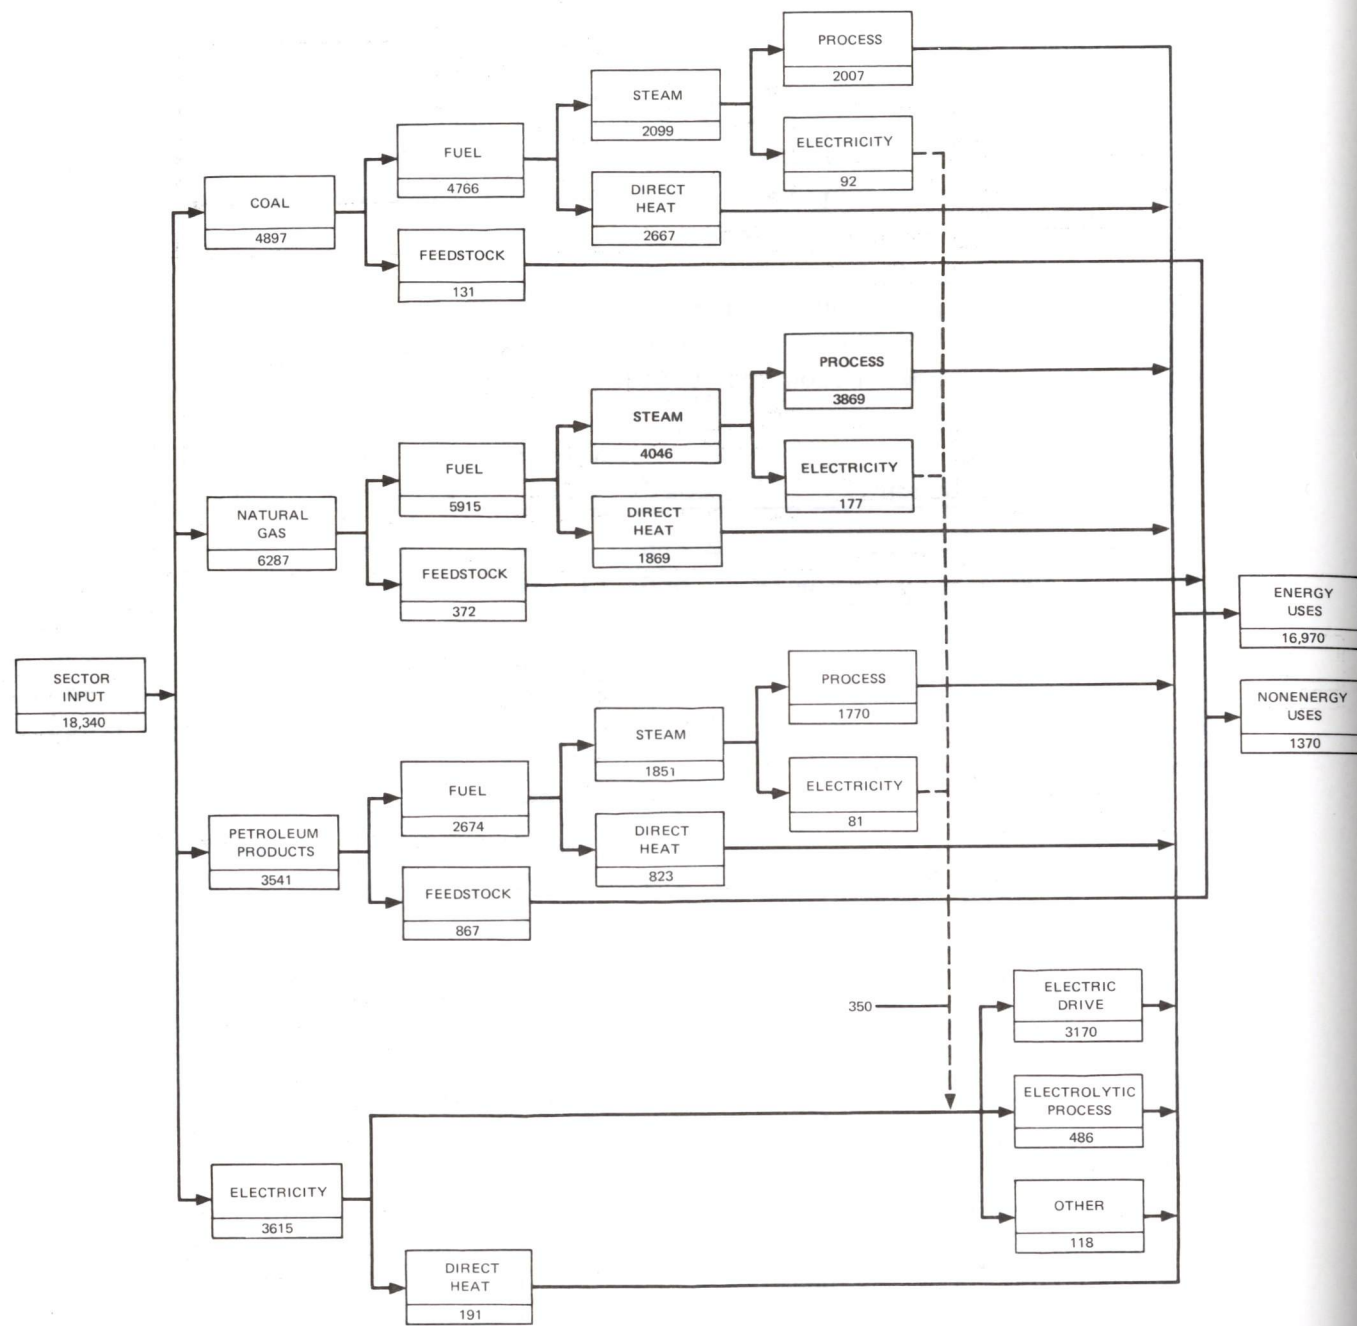 PROCESS
2007
STEAM
2099
ELECTRICITY
92
FUEL
4766
DIRECT
HEAT
2667
COAL
4897
FEEDSTOCK
131
PROCESS
3869
STEAM
4046
ELECTRICITY
177
FUEL
5915
DIRECT
HEAT
1869
NATURAL
GAS
6287
FEEDSTOCK
372
ENERGY
USES
16,970
SECTOR
INPUT
18,340
NONENERGY
USES
1370
PROCESS
1770
STEAM
1851
ELECTRICITY
81
FUEL
2674
DIRECT
HEAT
823
PETROLEUM
PRODUCTS
3541
FEEDSTOCK
867
350
ELECTRIC
DRIVE
3170
ELECTROLYTIC
PROCESS
486
ELECTRICITY
3615
OTHER
118
DIRECT
HEAT
191